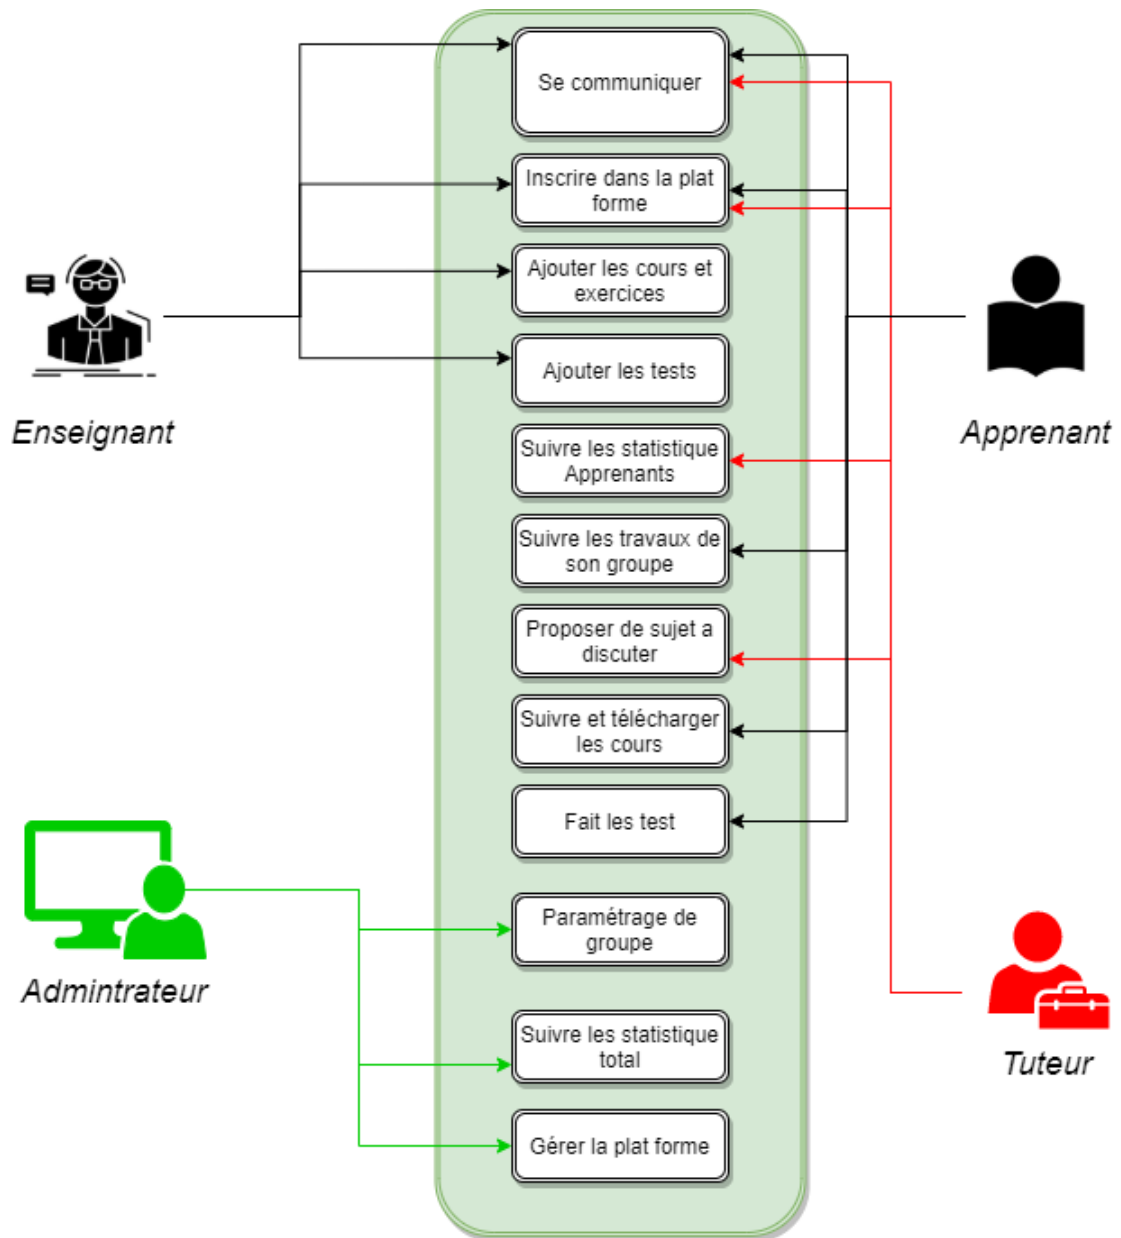 Se communiquer
Inscrire dans la plat
forme
Ajouter les cours et
exercices
Ajouter les tests
Enseignant
Apprenant
Suivre les statistique
Apprenants
Suivre les travaux de
son groupe
Proposer de sujet a
discuter
Suivre et télécharger
les cours
Fait les test
Paramétrage de
groupe
Admintrateur
Suivre les statistique
total
Tuteur
Gérer la plat forme